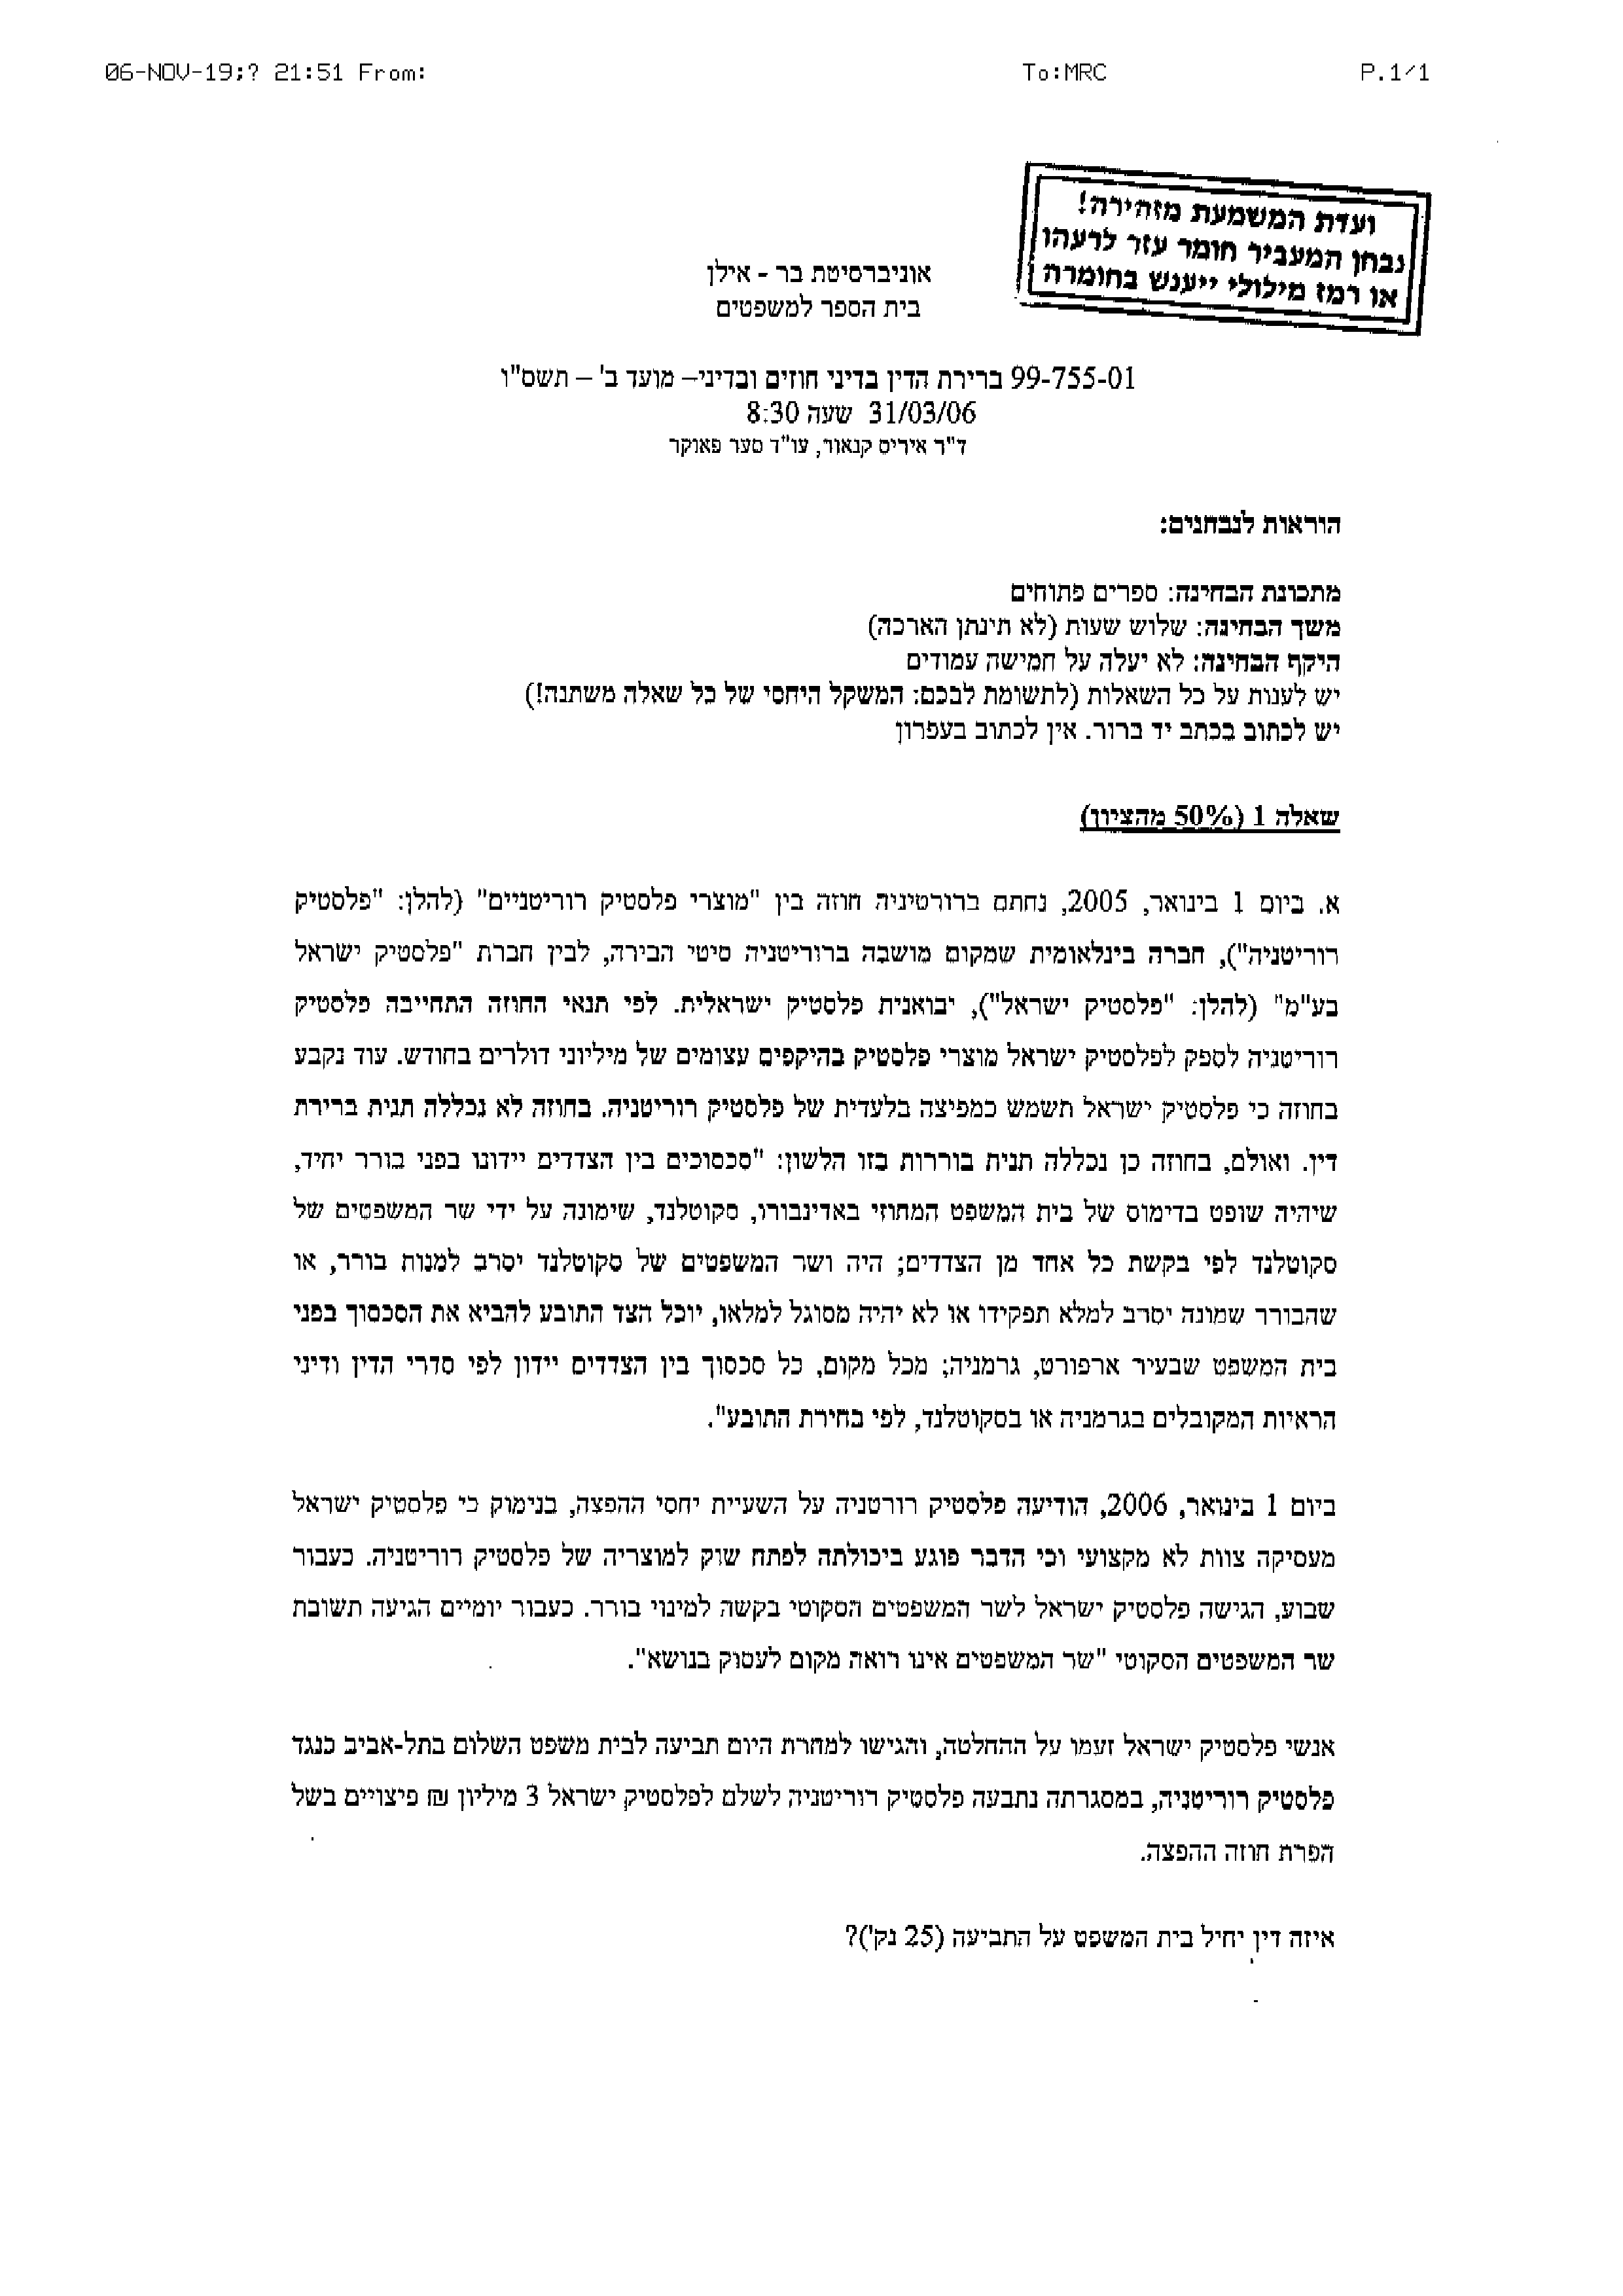 06-NOV-19;? 21:51 From: To:MRC P.1/1
ועדת המשמעת מזהירה!
נבחן המעביר חומר עזר לרעהו
או רמז מילולי ייענש בחומרה
אוניברסיטת בר - אילן
בית הספר למשפטים
99-755-01 ברירת הדין בדיני חוזים ובדיני– מועד ב' – תשס"ו
31/03/06 שעה 8:30
ד"ר איריס קנאור, עו"ד סער פאוקר
הוראות לנבחנים:
מתכונת הבחינה: ספרים פתוחים
משך הבחינה: שלוש שעות (לא תינתן הארכה)
היקף הבחינה: לא יעלה על חמישה עמודים
יש לענות על כל השאלות (לתשומת לבכם: המשקל היחסי של כל שאלה משתנה!)
יש לכתוב בכתב יד ברור. אין לכתוב בעפרון
שאלה 1 (50% מהציון)
א. ביום 1 בינואר, 2005, נחתם ברורטיניה חוזה בין "מוצרי פלסטיק רוריטניים" (להלן: "פלסטיק
רוריטניה"), חברה בינלאומית שמקום מושבה ברוריטניה סיטי הבירה, לבין חברת "פלסטיק ישראל
בע"מ" (להלן: "פלסטיק ישראל"), יבואנית פלסטיק ישראלית. לפי תנאי החוזה התחייבה פלסטיק
רוריטניה לספק לפלסטיק ישראל מוצרי פלסטיק בהיקפים עצומים של מיליוני דולרים בחודש. עוד נקבע
בחוזה כי פלסטיק ישראל תשמש כמפיצה בלעדית של פלסטיק רוריטניה. בחוזה לא נכללה תנית ברירת
דין. ואולם, בחוזה כן נכללה תנית בוררות בזו הלשון: "סכסוכים בין הצדדים יידונו בפני בורר יחיד,
שיהיה שופט בדימוס של בית המשפט המחוזי באדינבורו, סקוטלנד, שימונה על ידי שר המשפטים של
סקוטלנד לפי בקשת כל אחד מן הצדדים; היה ושר המשפטים של סקוטלנד יסרב למנות בורר, או
שהבורר שמונה יסרב למלא תפקידו או לא יהיה מסוגל למלאו, יוכל הצד התובע להביא את הסכסוך בפני
בית המשפט שבעיר ארפורט, גרמניה; מכל מקום, כל סכסוך בין הצדדים יידון לפי סדרי הדין ודיני
הראיות המקובלים בגרמניה או בסקוטלנד, לפי בחירת התובע".
ביום 1 בינואר, 2006, הודיעה פלסטיק רורטניה על השעיית יחסי ההפצה, בנימוק כי פלסטיק ישראל
מעסיקה צוות לא מקצועי וכי הדבר פוגע ביכולתה לפתח שוק למוצריה של פלסטיק רוריטניה. כעבור
שבוע, הגישה פלסטיק ישראל לשר המשפטים הסקוטי בקשה למינוי בורר. כעבור יומיים הגיעה תשובת
שר המשפטים הסקוטי "שר המשפטים אינו רואה מקום לעסוק בנושא".
אנשי פלסטיק ישראל זעמו על ההחלטה, והגישו למחרת היום תביעה לבית משפט השלום בתל-אביב כנגד
פלסטיק רוריטניה, במסגרתה נתבעה פלסטיק רוריטניה לשלם לפלסטיק ישראל 3 מיליון ₪ פיצויים בשל
הפרת חוזה ההפצה.
איזה דין יחיל בית המשפט על התביעה (25 נק')?